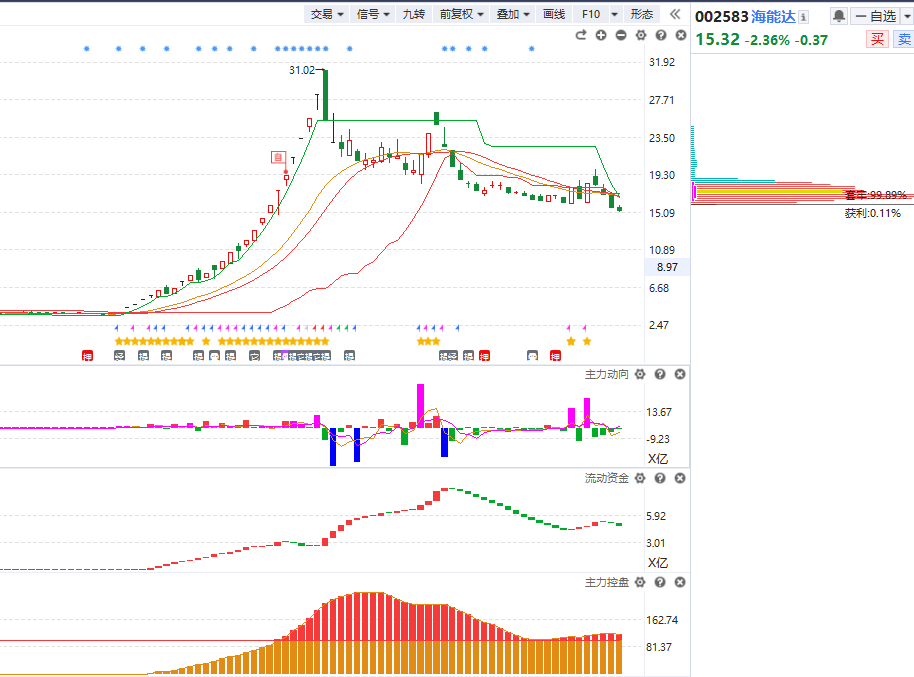 交易 信号 九转 前复权 叠加 画线 F10 形态
002583 海能达 自选
15.32 -2.36% -0.37 买 卖
31.92
31.02
27.71
23.50
自
19.30
套牢:99.89%
15.09
获利:0.11%
10.89
8.97
6.68
2.47
主力动向
13.67
-9.23
X亿
流动资金
5.92
3.01
X亿
主力控盘
162.74
81.37